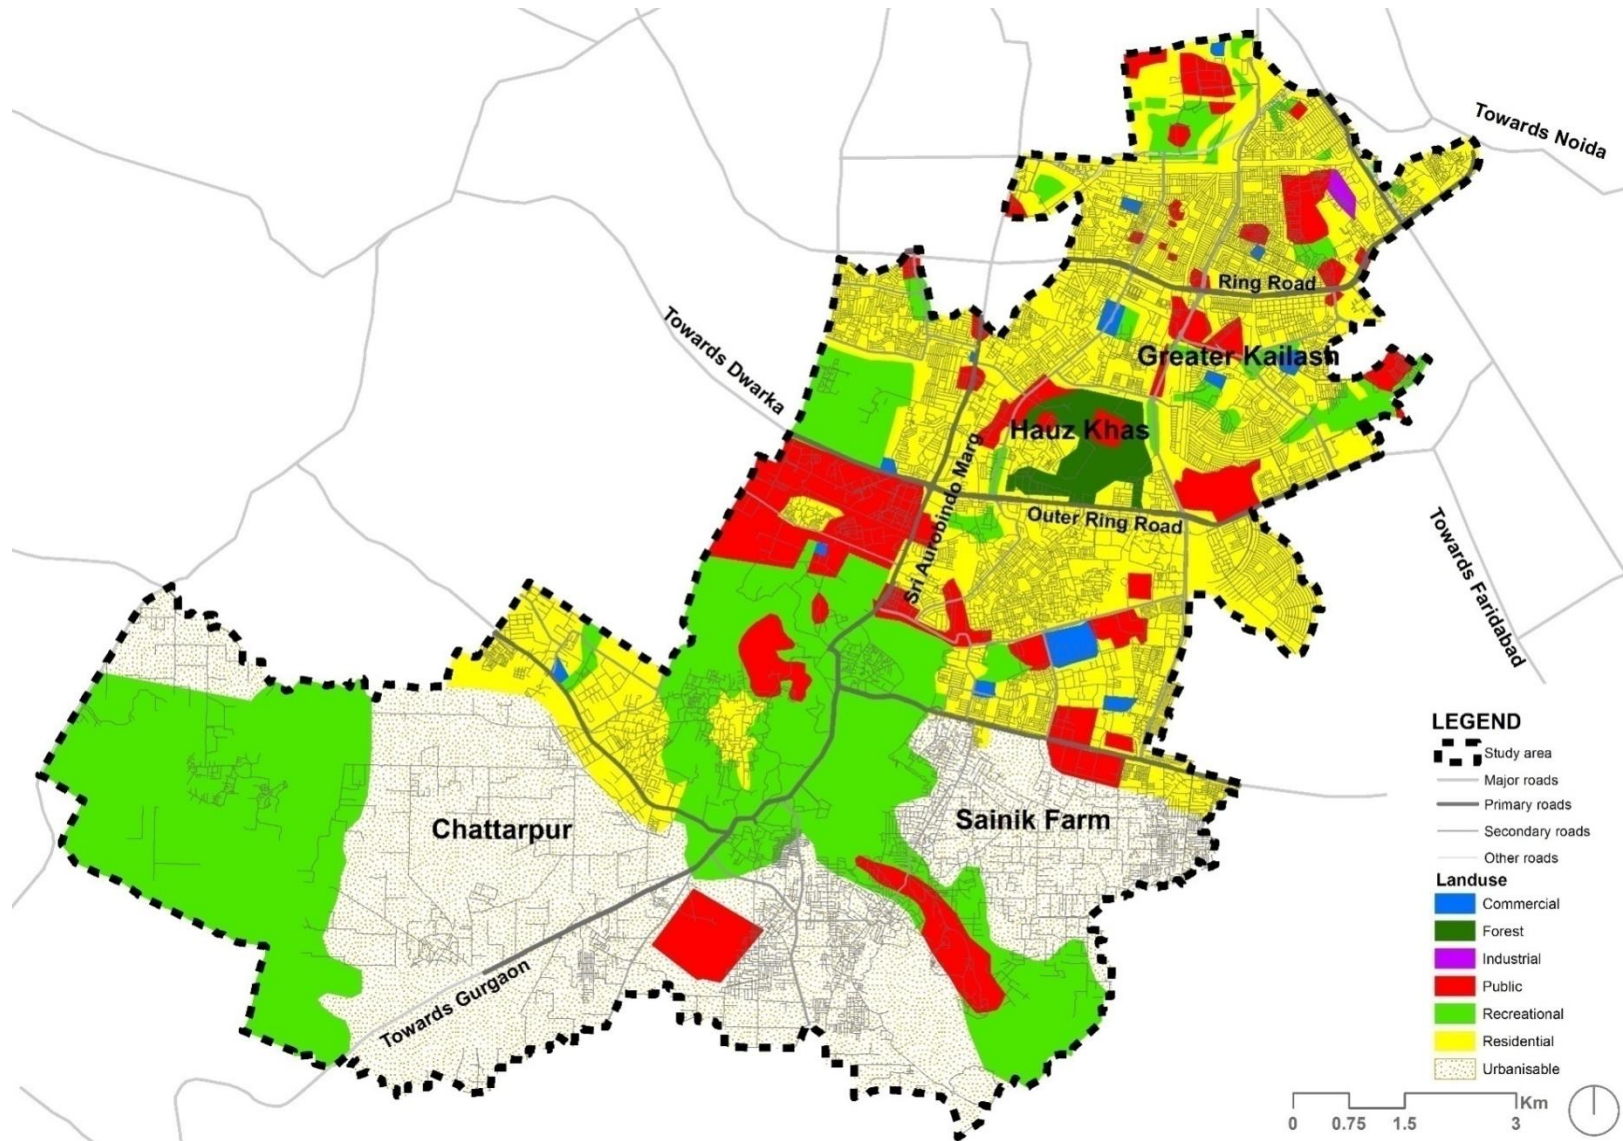 Towards Noida
Ring Road
Towards Dwarka
Greater Kailash
Hauz Khas
Sri Aurobindo Marg
Outer Ring Road
Towards Faridabad
Chattarpur
Sainik Farm
Towards Gurgaon
LEGEND
Study area
Major roads
Primary roads
Secondary roads
Other roads
Landuse
Commercial
Forest
Industrial
Public
Recreational
Residential
Urbanisable
Km
0 0.75 1.5 3